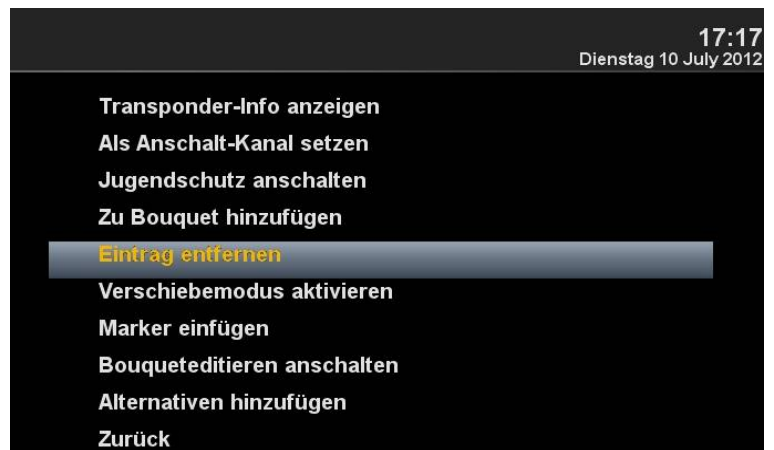 17:17
Dienstag 10 July 2012
Transponder-Info anzeigen
Als Anschalt-Kanal setzen
Jugendschutz anschalten
Zu Bouquet hinzufügen
Eintrag entfernen
Verschiebemodus aktivieren
Marker einfügen
Bouqueteditieren anschalten
Alternativen hinzufügen
Zurück